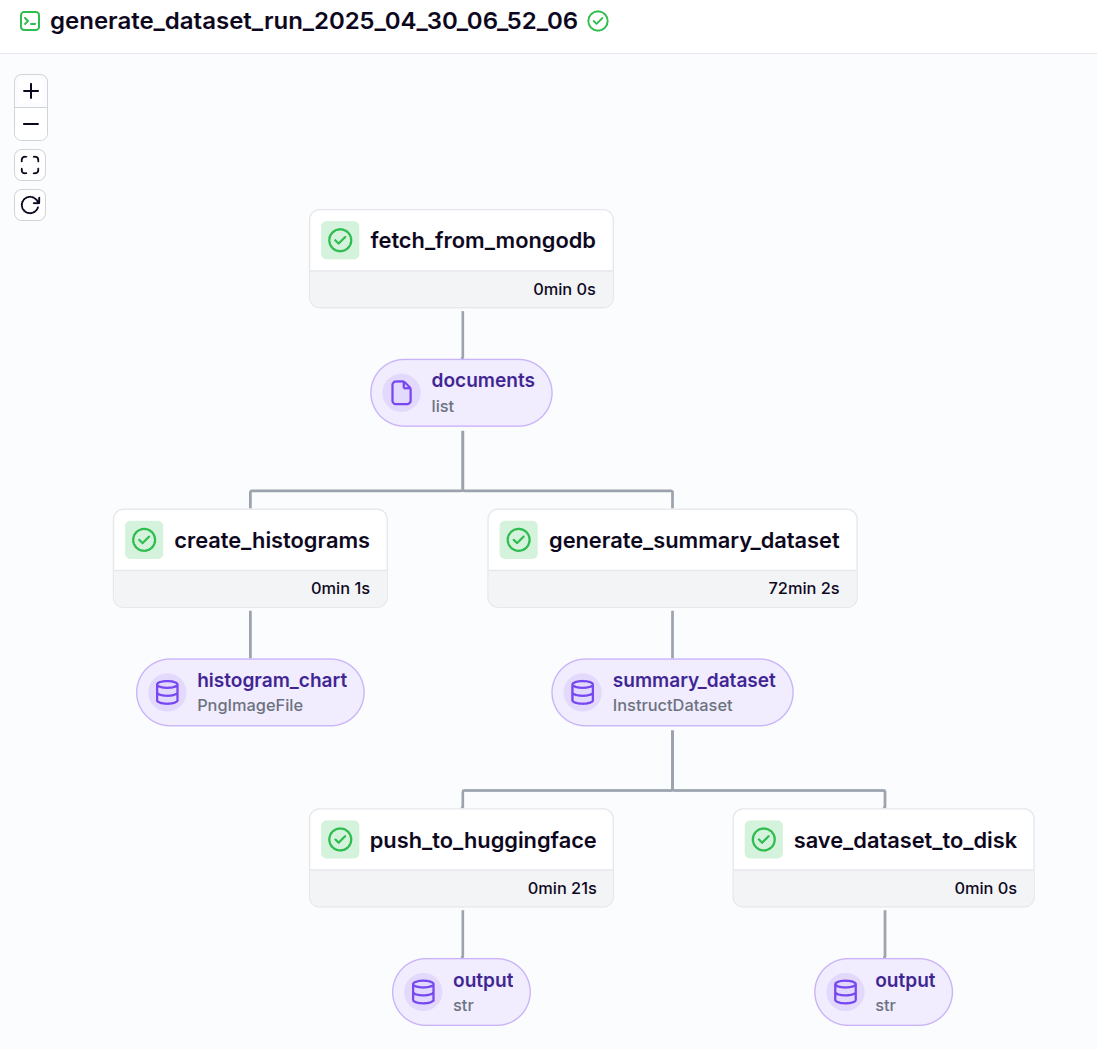 generate_dataset_run_2025_04_30_06_52_06
fetch_from_mongodb
0min 0s
documents
list
create_histograms
0min 1s
generate_summary_dataset
72min 2s
histogram_chart
PngImageFile
summary_dataset
InstructDataset
push_to_huggingface
0min 21s
save_dataset_to_disk
0min 0s
output
str
output
str